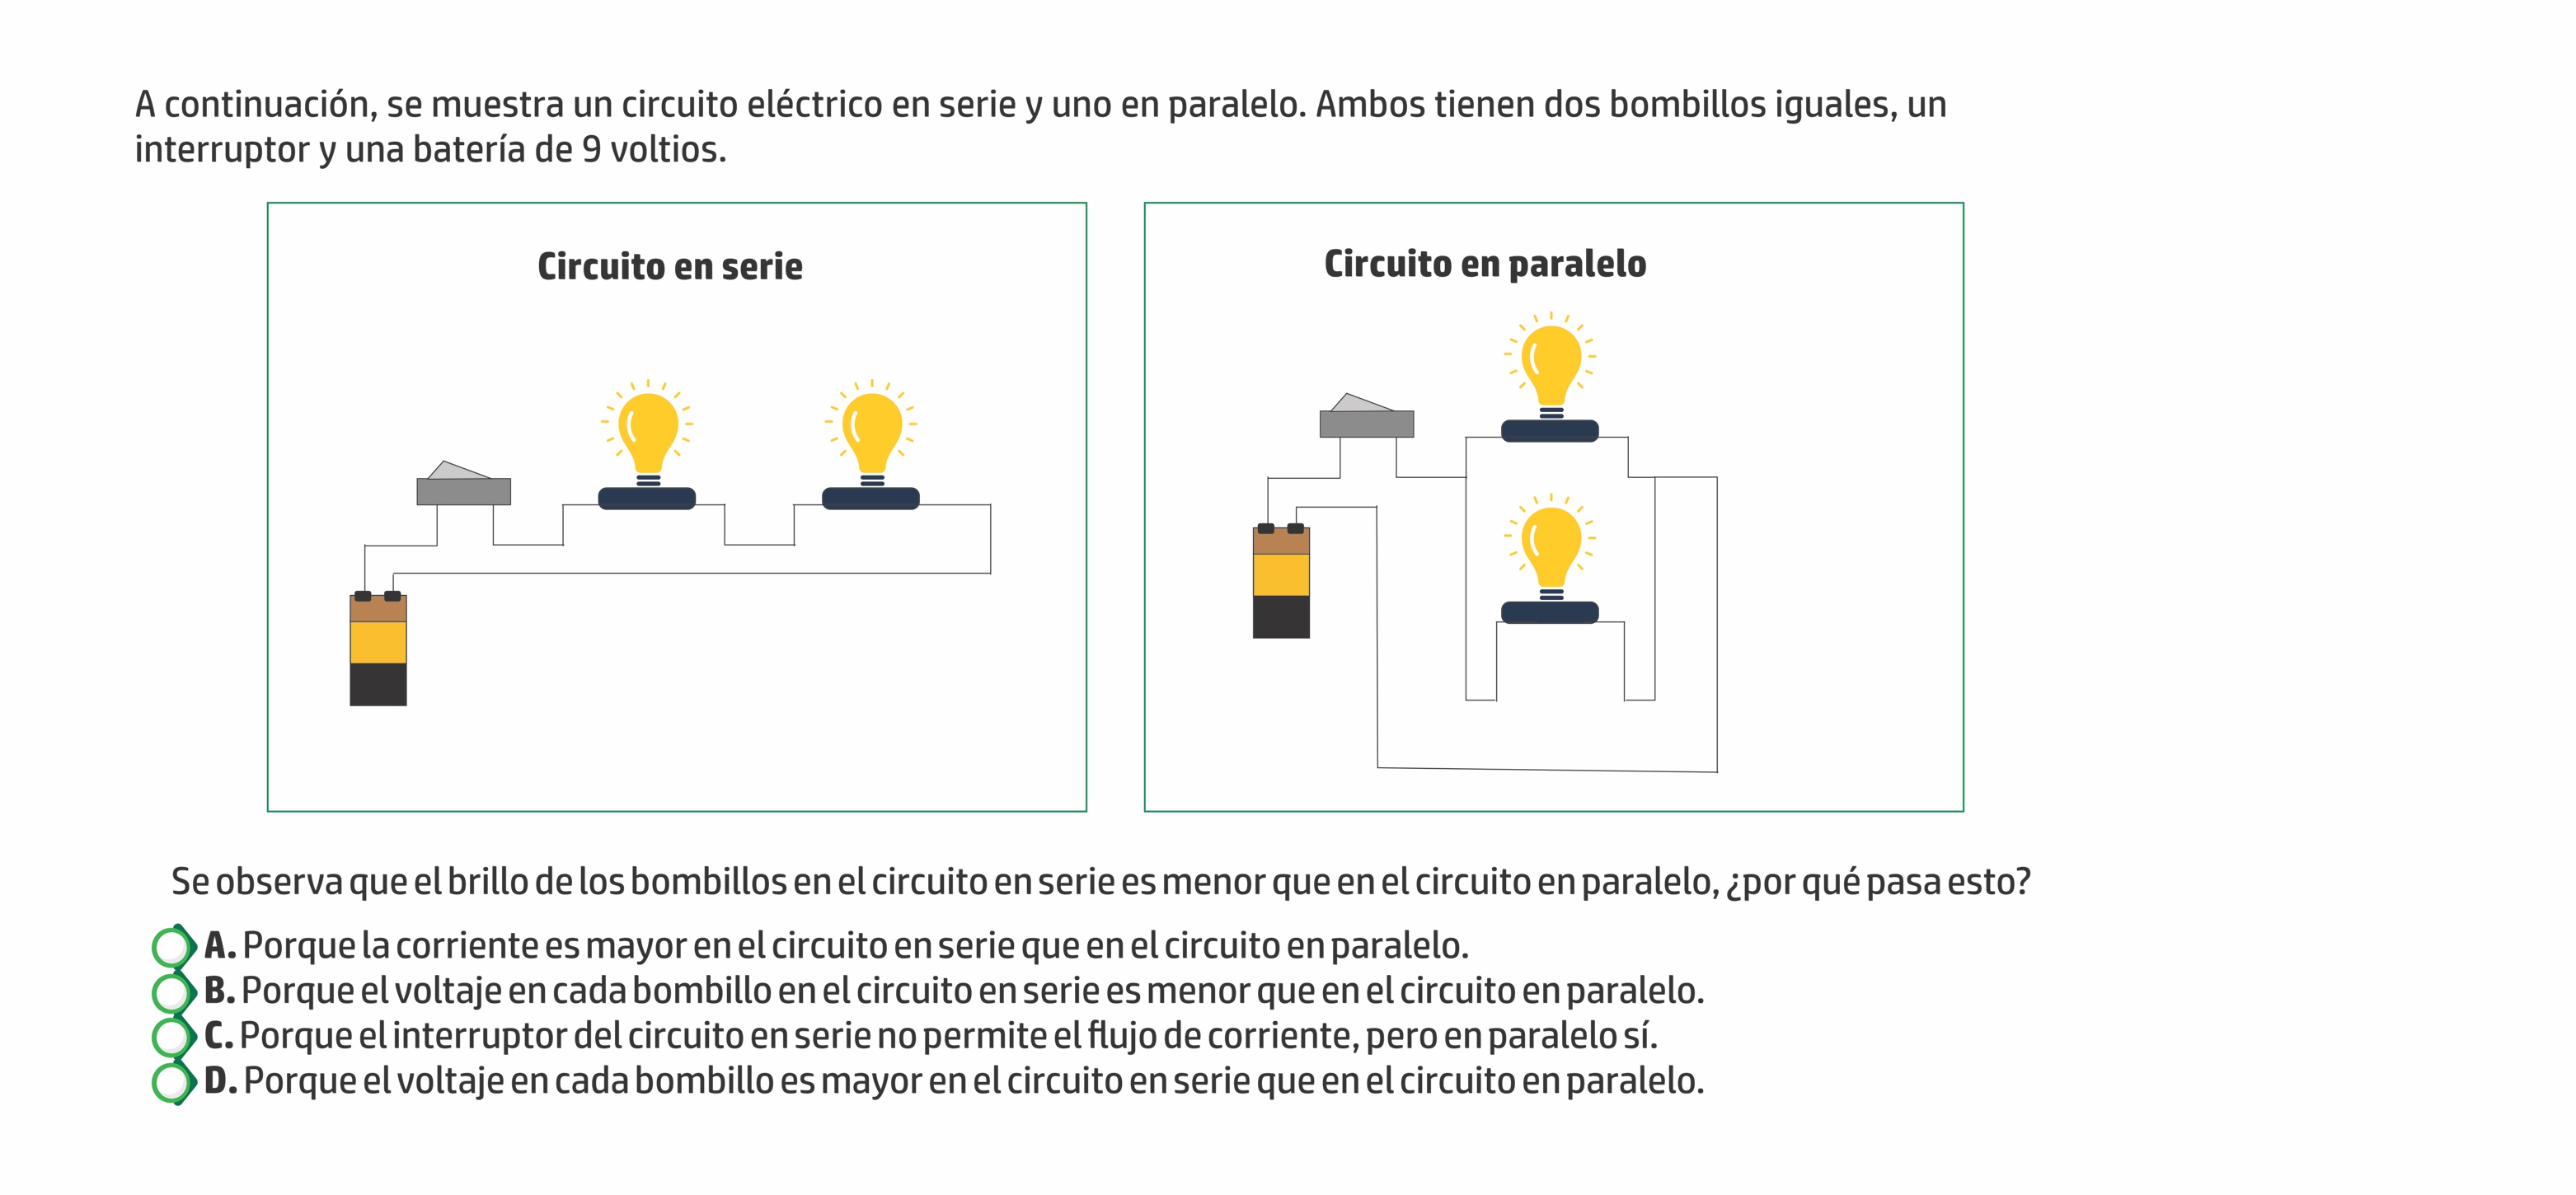 A continuación, se muestra un circuito eléctrico en serie y uno en paralelo. Ambos tienen dos bombillos iguales, un
interruptor y una batería de 9 voltios.
Circuito en serie
Circuito en paralelo
Se observa que el brillo de los bombillos en el circuito en serie es menor que en el circuito en paralelo, ¿por qué pasa esto?
A. Porque la corriente es mayor en el circuito en serie que en el circuito en paralelo.
B. Porque el voltaje en cada bombillo en el circuito en serie es menor que en el circuito en paralelo.
C. Porque el interruptor del circuito en serie no permite el flujo de corriente, pero en paralelo sí.
D. Porque el voltaje en cada bombillo es mayor en el circuito en serie que en el circuito en paralelo.